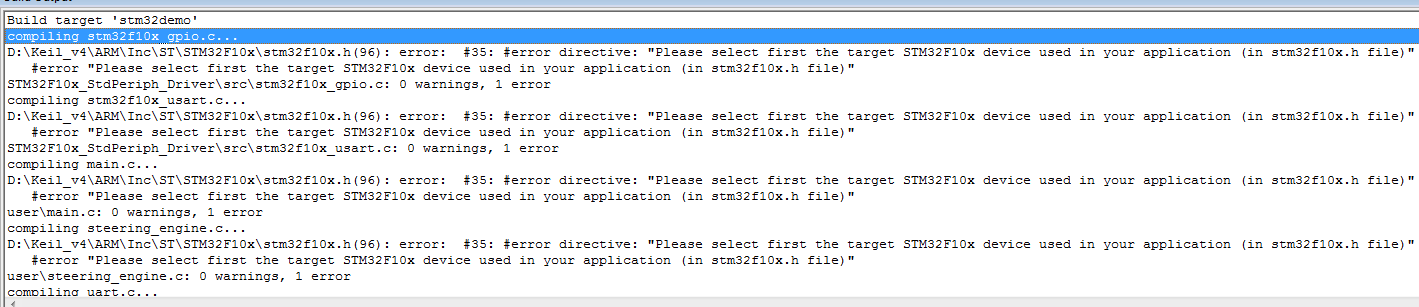 Build target 'stm32demo'
compiling stm32f10x_gpio.c...
D:\Keil_v4\ARM\Inc\ST\STM32F10x\stm32f10x.h(96): error:  #35: #error directive: "Please select first the target STM32F10x device used in your application (in stm32f10x.h file)"
   #error "Please select first the target STM32F10x device used in your application (in stm32f10x.h file)"
STM32F10x_StdPeriph_Driver\src\stm32f10x_gpio.c: 0 warnings, 1 error
compiling stm32f10x_usart.c...
D:\Keil_v4\ARM\Inc\ST\STM32F10x\stm32f10x.h(96): error:  #35: #error directive: "Please select first the target STM32F10x device used in your application (in stm32f10x.h file)"
   #error "Please select first the target STM32F10x device used in your application (in stm32f10x.h file)"
STM32F10x_StdPeriph_Driver\src\stm32f10x_usart.c: 0 warnings, 1 error
compiling main.c...
D:\Keil_v4\ARM\Inc\ST\STM32F10x\stm32f10x.h(96): error:  #35: #error directive: "Please select first the target STM32F10x device used in your application (in stm32f10x.h file)"
   #error "Please select first the target STM32F10x device used in your application (in stm32f10x.h file)"
user\main.c: 0 warnings, 1 error
compiling steering_engine.c...
D:\Keil_v4\ARM\Inc\ST\STM32F10x\stm32f10x.h(96): error:  #35: #error directive: "Please select first the target STM32F10x device used in your application (in stm32f10x.h file)"
   #error "Please select first the target STM32F10x device used in your application (in stm32f10x.h file)"
user\steering_engine.c: 0 warnings, 1 error
compiling uart.c...